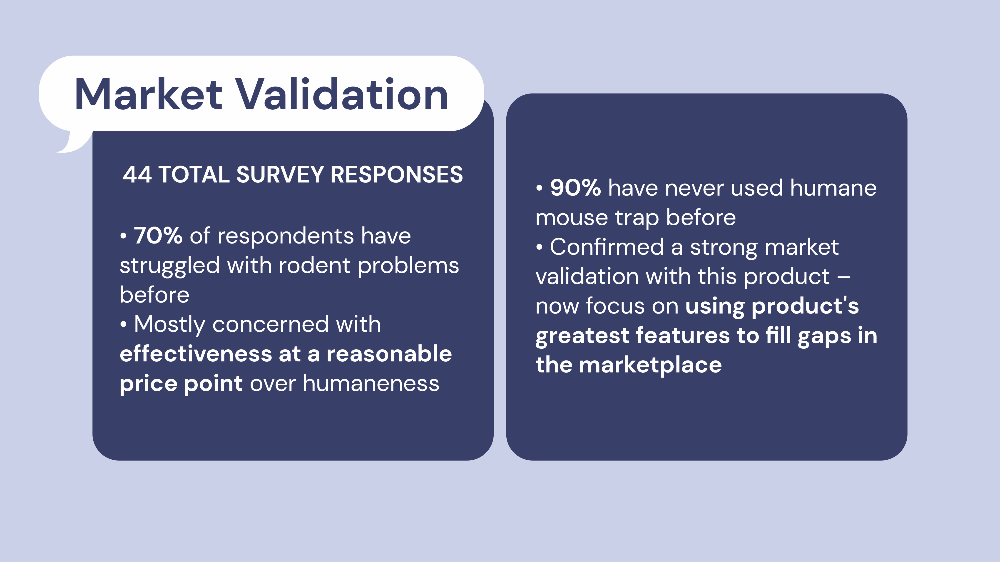 Market Validation
44 TOTAL SURVEY RESPONSES
• 70% of respondents have
struggled with rodent problems
before
• Mostly concerned with
effectiveness at a reasonable
price point over humaneness
• 90% have never used humane
mouse trap before
• Confirmed a strong market
validation with this product –
now focus on using product's
greatest features to fill gaps in
the marketplace